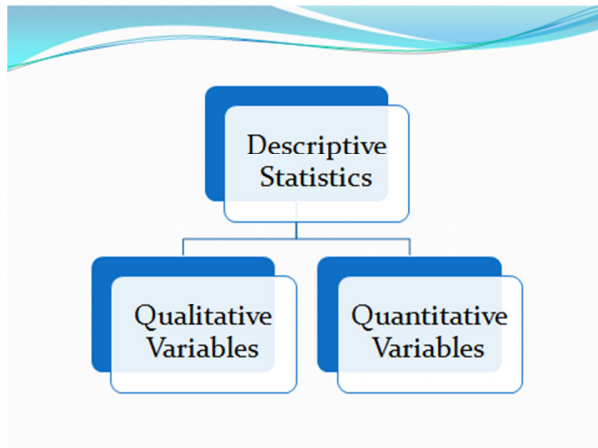 Descriptive
Statistics
Qualitative
Variables
Quantitative
Variables